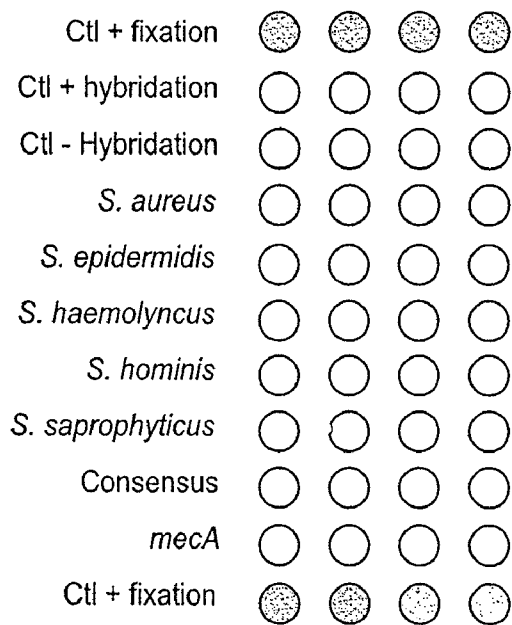 Ctl + fixation
Ctl + hybridation
Ctl - Hybridation
S. aureus
S. epidermidis
S. haemolyncus
S. hominis
S. saprophyticus
Consensus
mecA
Ctl + fixation